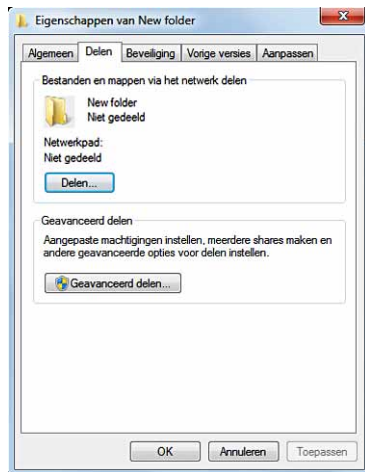 Eigenschappen van New folder
X
Algemeen Delen Beveiliging Vorige versies Aanpassen
Bestanden en mappen via het netwerk delen
New folder
Niet gedeeld
Netwerkpad:
Niet gedeeld
Delen...
Geavanceerd delen
Aangepaste machtigingen instellen, meerdere shares maken en
andere geavanceerde opties voor delen instellen.
Geavanceerd delen...
OK Annuleren Toepassen